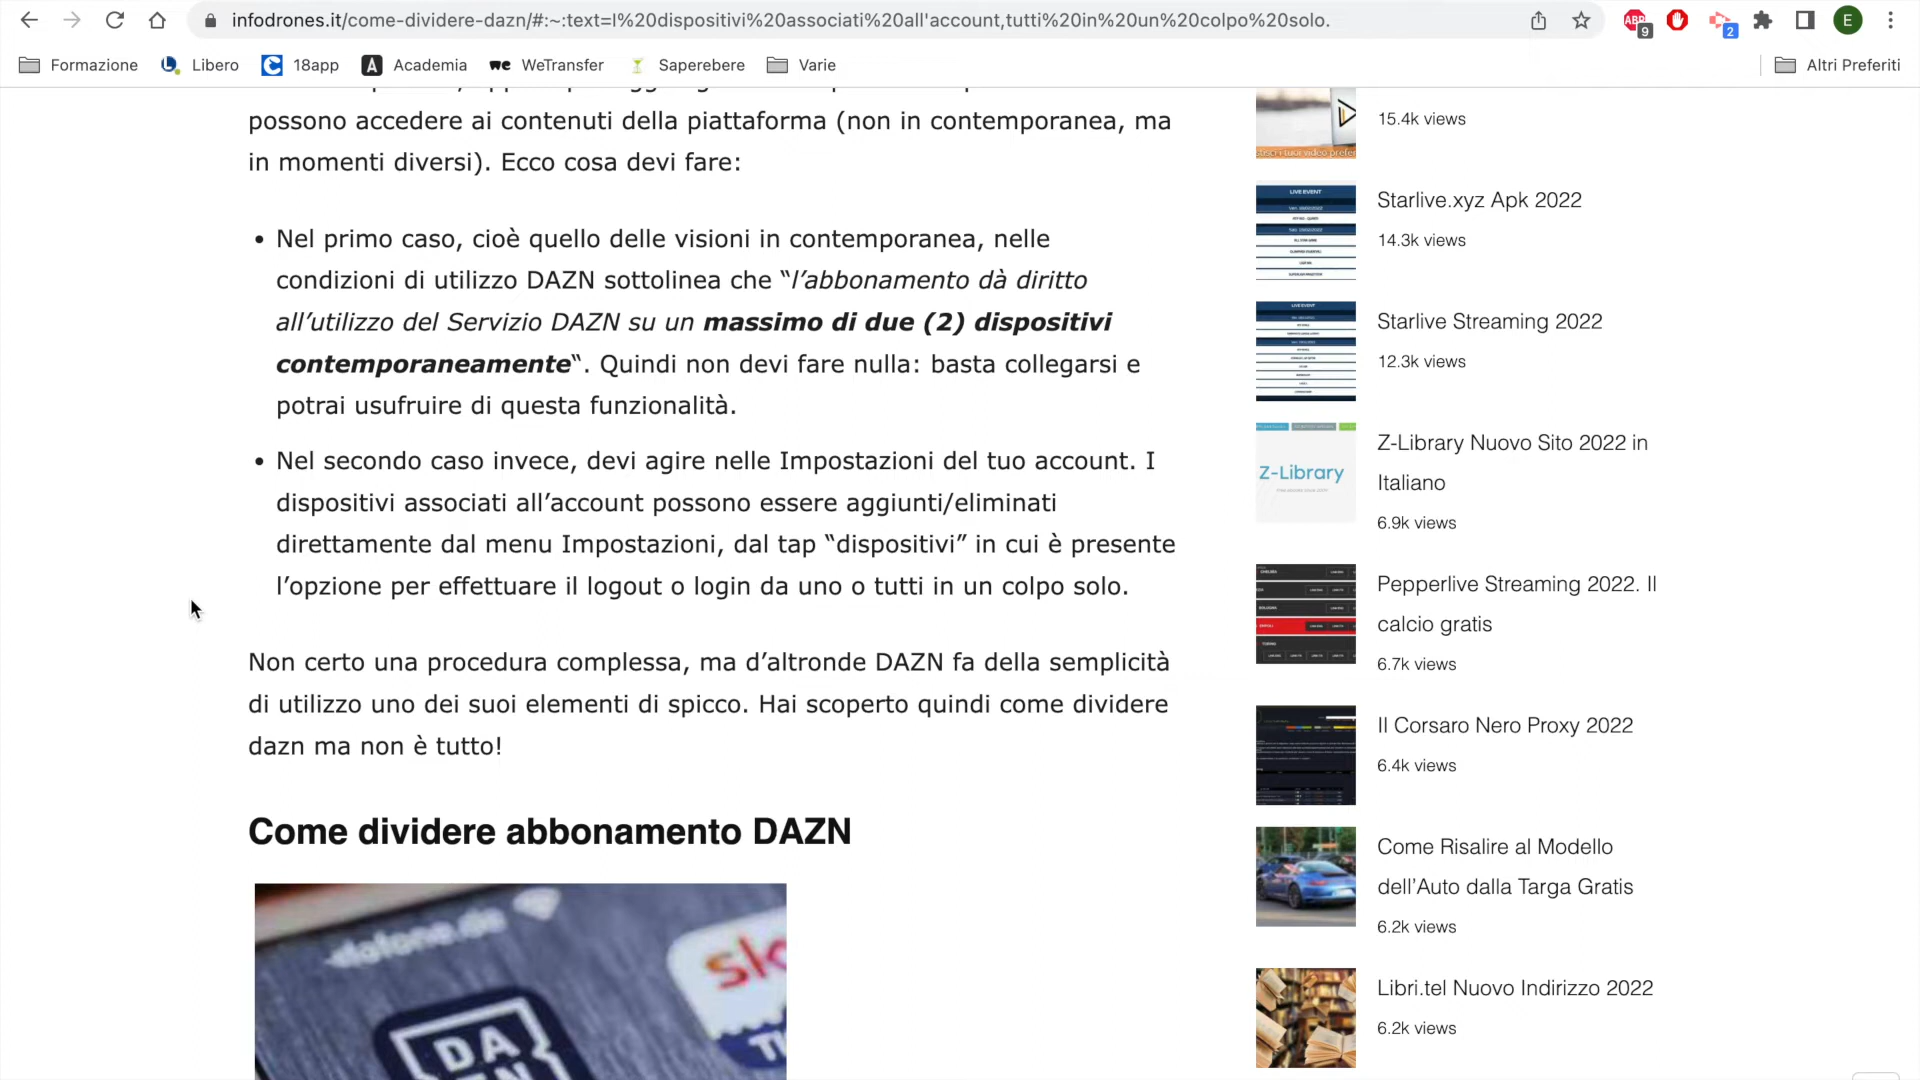 infodrones.it/come-dividere-dazn/#:~:text=I%20dispositivi%20associati%20all'account,tutti%20in%20un%20colpo%20solo.
ABP 9 2 E
Formazione Libero 18app Academia WeTransfer Saperebere Varie Altri Preferiti
possono accedere ai contenuti della piattaforma (non in contemporanea, ma
in momenti diversi). Ecco cosa devi fare:
• Nel primo caso, cioè quello delle visioni in contemporanea, nelle
condizioni di utilizzo DAZN sottolinea che “l’abbonamento dà diritto
all’utilizzo del Servizio DAZN su un massimo di due (2) dispositivi
contemporaneamente“. Quindi non devi fare nulla: basta collegarsi e
potrai usufruire di questa funzionalità.
• Nel secondo caso invece, devi agire nelle Impostazioni del tuo account. I
dispositivi associati all’account possono essere aggiunti/eliminati
direttamente dal menu Impostazioni, dal tap “dispositivi” in cui è presente
l’opzione per effettuare il logout o login da uno o tutti in un colpo solo.
Non certo una procedura complessa, ma d’altronde DAZN fa della semplicità
di utilizzo uno dei suoi elementi di spicco. Hai scoperto quindi come dividere
dazn ma non è tutto!
Come dividere abbonamento DAZN
DA
15.4k views
LIVE EVENT
Starlive.xyz Apk 2022
14.3k views
LIVE EVENT
Starlive Streaming 2022
12.3k views
Z-Library
Z-Library Nuovo Sito 2022 in
Italiano
6.9k views
Pepperlive Streaming 2022. Il
calcio gratis
6.7k views
Il Corsaro Nero Proxy 2022
6.4k views
Come Risalire al Modello
dell’Auto dalla Targa Gratis
6.2k views
Libri.tel Nuovo Indirizzo 2022
6.2k views